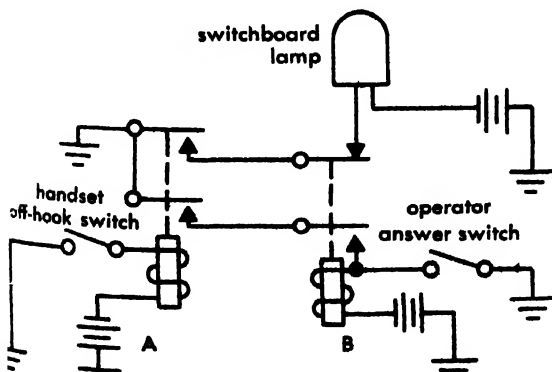 switchboard
lamp
handset
off-hook switch
operator
answer switch
A
B